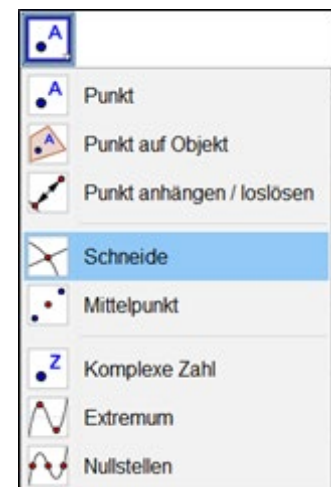 A
A Punkt
A Punkt auf Objekt
Punkt anhängen / loslösen
Schneide
Mittelpunkt
Z Komplexe Zahl
Extremum
Nullstellen